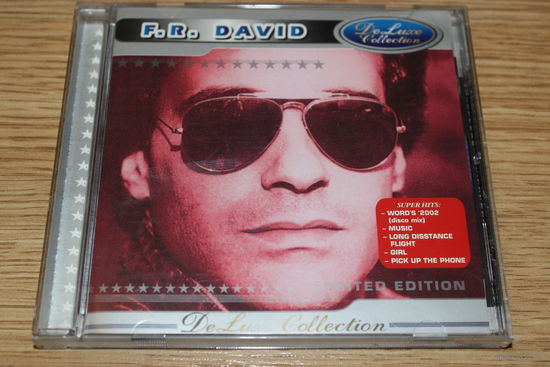 F.R. DAVID
DeLuxe
Collection
SUPER HITS:
- WORD'S '2002
(disco mix)
- MUSIC
- LONG DISSTANCE
FLIGHT
- GIRL
- PICK UP THE PHONE
LIMITED EDITION
DeLuxe Collection